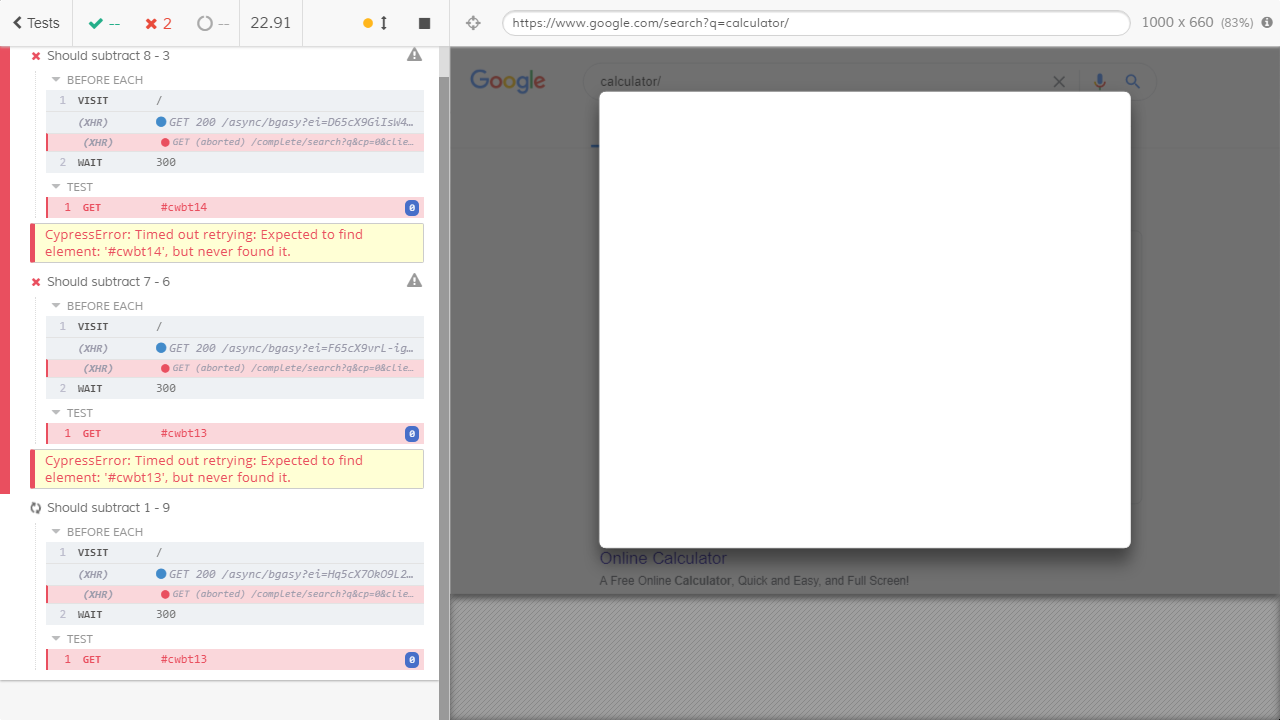 Tests
--
2
--
22.91
Should subtract 8 - 3
BEFORE EACH
1 VISIT /
(XHR) GET 200 /async/bgasy?ei=D65cX9GiIsW4…
(XHR) GET (aborted) /complete/search?q&cp=0&clie…
2 WAIT 300
TEST
1 GET #cwbt14 0
CypressError: Timed out retrying: Expected to find
element: '#cwbt14', but never found it.
Should subtract 7 - 6
BEFORE EACH
1 VISIT /
(XHR) GET 200 /async/bgasy?ei=F65cX9vrL-ig…
(XHR) GET (aborted) /complete/search?q&cp=0&clie…
2 WAIT 300
TEST
1 GET #cwbt13 0
CypressError: Timed out retrying: Expected to find
element: '#cwbt13', but never found it.
Should subtract 1 - 9
BEFORE EACH
1 VISIT /
(XHR) GET 200 /async/bgasy?ei=Hq5cX7OkO9L2…
(XHR) GET (aborted) /complete/search?q&cp=0&clie…
2 WAIT 300
TEST
1 GET #cwbt13 0
https://www.google.com/search?q=calculator/
1000 x 660 (83%)
Google
calculator/
Online Calculator
A Free Online Calculator, Quick and Easy, and Full Screen!